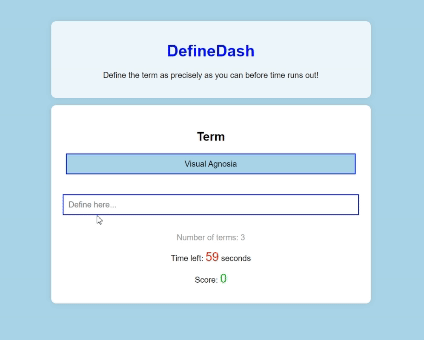 DefineDash
Define the term as precisely as you can before time runs out!
Term
Visual Agnosia
Define here...
Number of terms: 3
Time left: 59 seconds
Score: 0